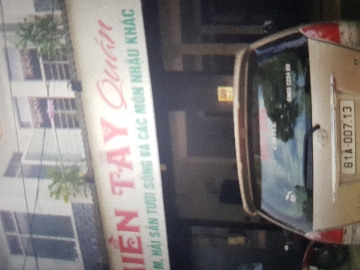 IỀN TÂY Quán
M, HẢI SẢN TƯƠI SỐNG VÀ CÁC MÓN NHẬU KHÁC
81A-007.13